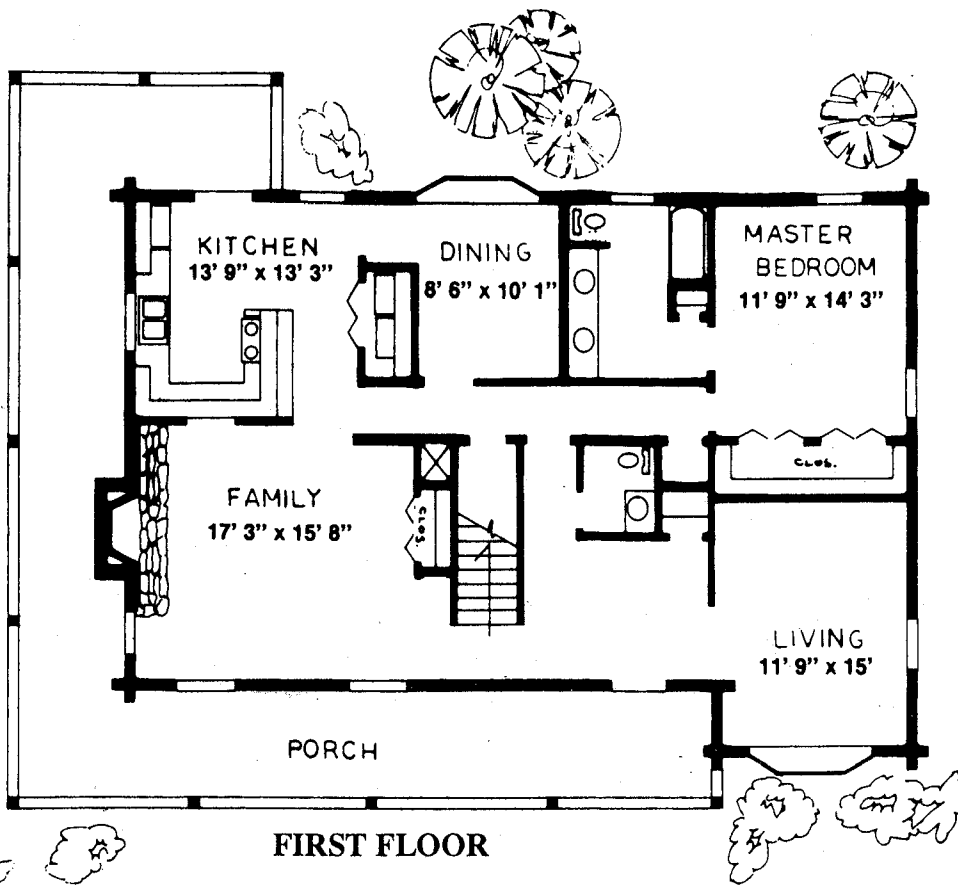 KITCHEN
13' 9" x 13' 3"
DINING
8' 6" x 10' 1"
MASTER
BEDROOM
11' 9" x 14' 3"
CLOS.
FAMILY
17' 3" x 15' 8"
CLOS.
LIVING
11' 9" x 15'
PORCH
FIRST FLOOR